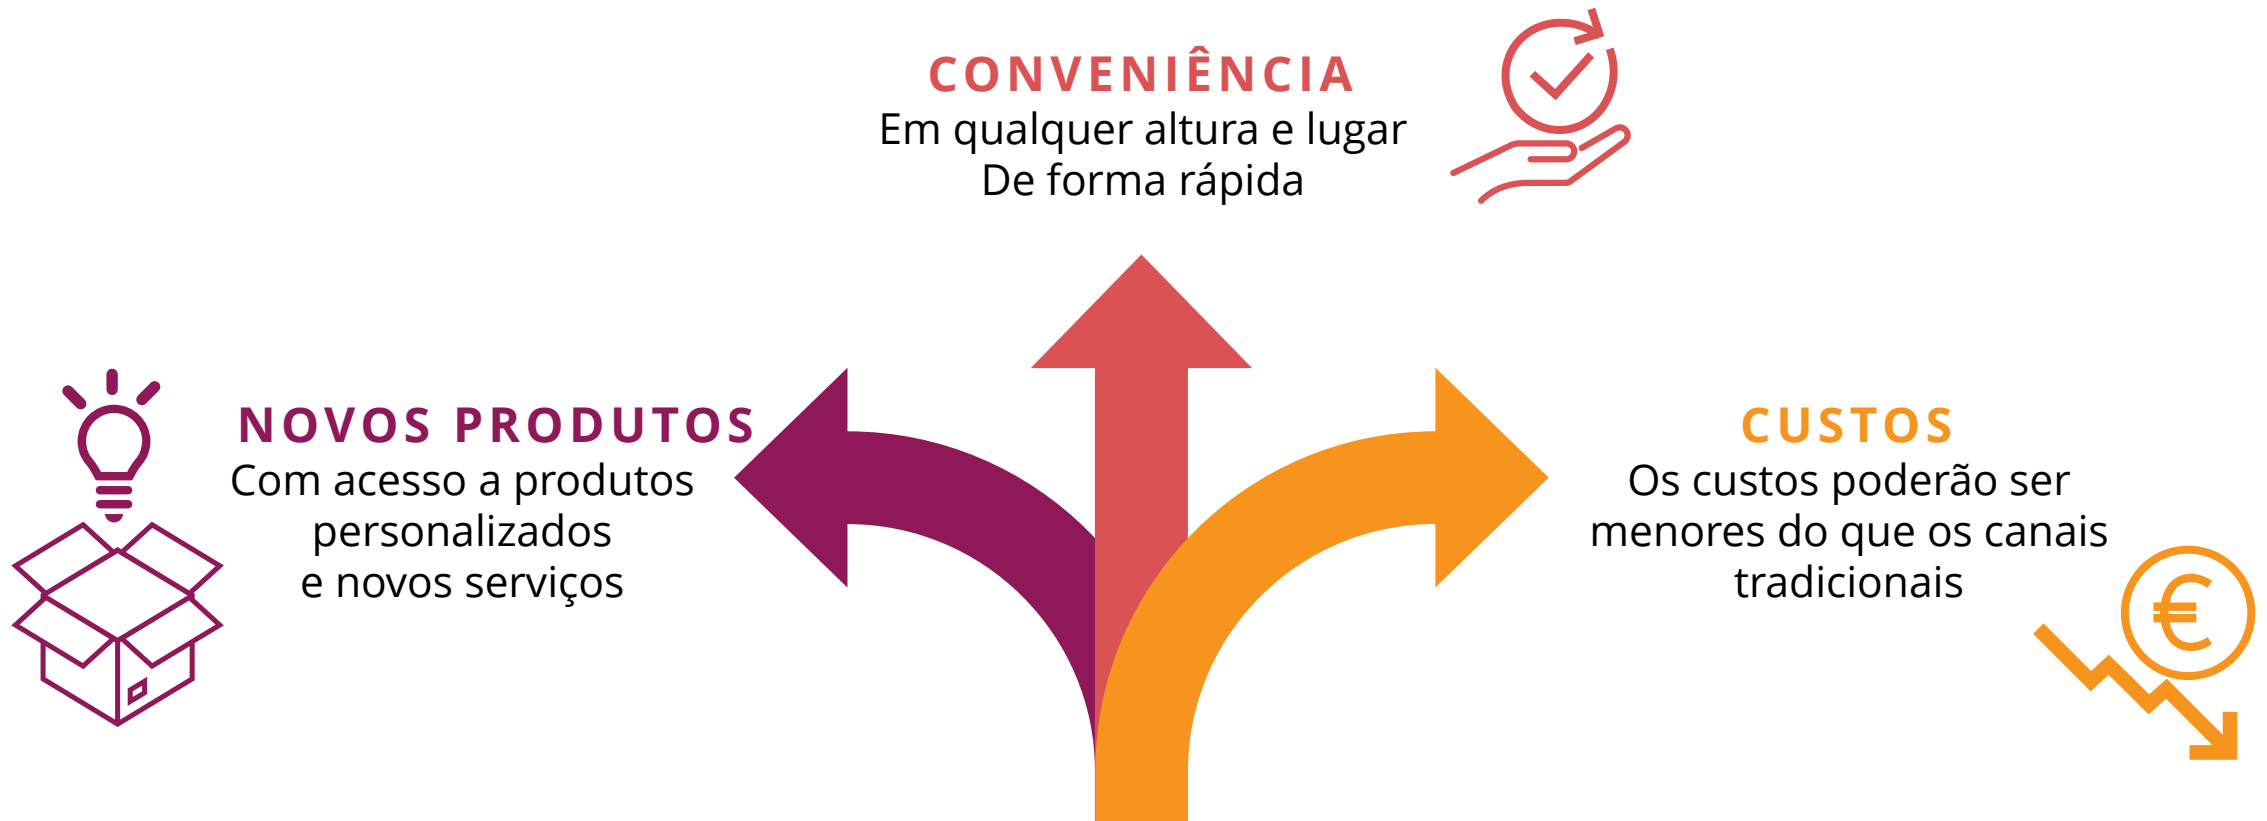 CONVENIÊNCIA
Em qualquer altura e lugar
De forma rápida
NOVOS PRODUTOS
Com acesso a produtos
personalizados
e novos serviços
CUSTOS
Os custos poderão ser
menores do que os canais
tradicionais
€